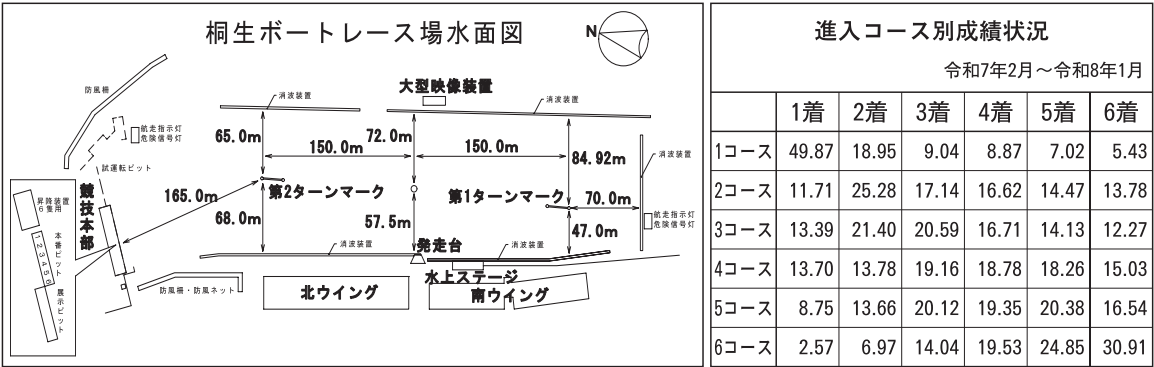 桐生ボートレース場水面図
N
大型映像装置
防風柵
消波装置
消波装置
航走指示灯
危険信号灯
65.0m
72.0m
150.0m
150.0m
84.92m
消波装置
試運転ピット
165.0m
第2ターンマーク
第1ターンマーク
70.0m
昇降装置
6隻用
競技本部
68.0m
57.5m
47.0m
航走指示灯
危険信号灯
本番ピット
1 2 3 4 5 6
消波装置
発走台
消波装置
水上ステージ
展示ピット
防風柵・防風ネット
北ウイング
南ウイング
進入コース別成績状況
令和7年2月～令和8年1月
1着 2着 3着 4着 5着 6着
1コース 49.87 18.95 9.04 8.87 7.02 5.43
2コース 11.71 25.28 17.14 16.62 14.47 13.78
3コース 13.39 21.40 20.59 16.71 14.13 12.27
4コース 13.70 13.78 19.16 18.78 18.26 15.03
5コース 8.75 13.66 20.12 19.35 20.38 16.54
6コース 2.57 6.97 14.04 19.53 24.85 30.91